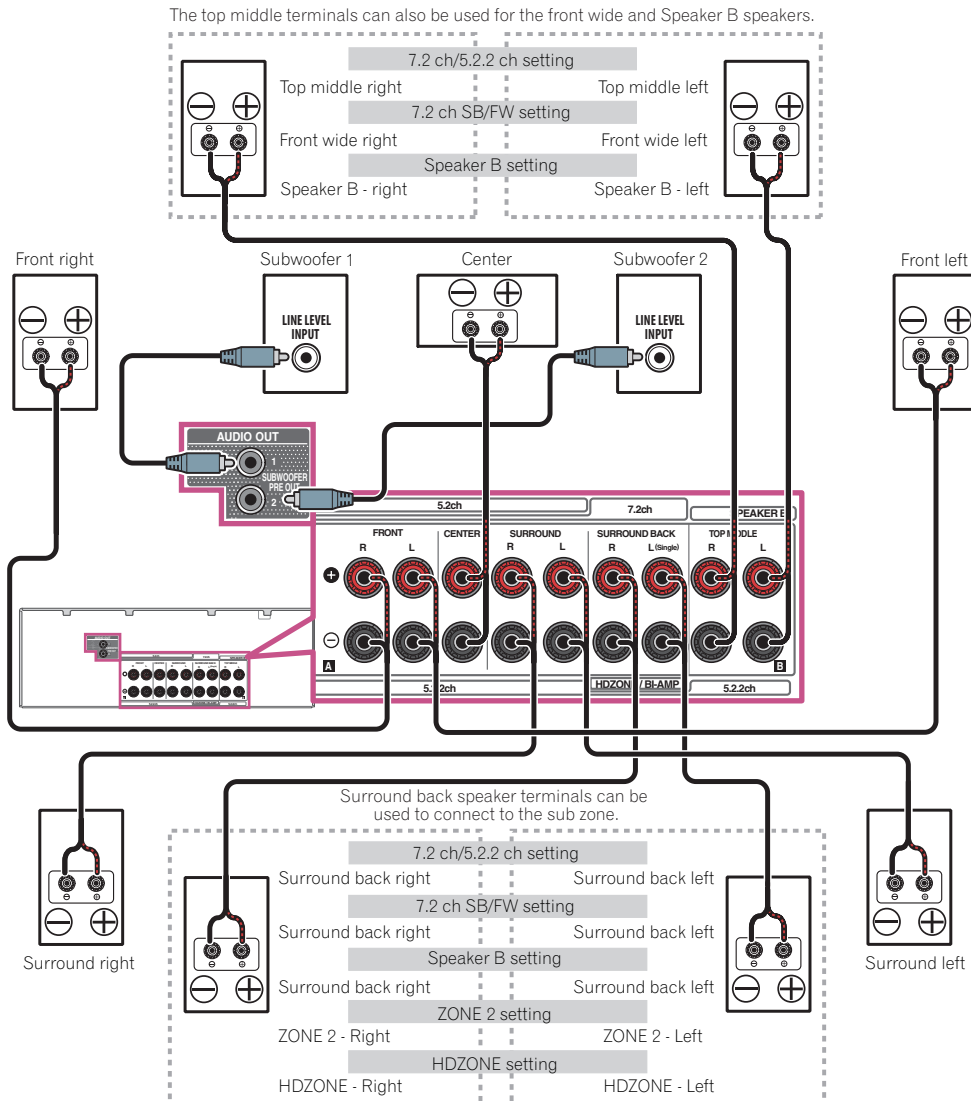 The top middle terminals can also be used for the front wide and Speaker B speakers.
7.2 ch/5.2.2 ch setting
Top middle right
Top middle left
7.2 ch SB/FW setting
Front wide right
Front wide left
Speaker B setting
Speaker B - right
Speaker B - left
Front right
Subwoofer 1
Center
Subwoofer 2
Front left
LINE LEVEL
INPUT
LINE LEVEL
INPUT
AUDIO OUT
1
SUBWOOFER
PRE OUT
2
5.2ch
7.2ch
SPEAKER B
FRONT
CENTER
SURROUND
SURROUND BACK
TOP MIDDLE
R
L
R
L
R
L (Single)
R
L
A
B
5.2.2ch
HDZONE / BI-AMP
5.2.2ch
Surround back speaker terminals can be
used to connect to the sub zone.
7.2 ch/5.2.2 ch setting
Surround back right
Surround back left
7.2 ch SB/FW setting
Surround back right
Surround back left
Speaker B setting
Surround right
Surround left
Surround back right
Surround back left
ZONE 2 setting
ZONE 2 - Right
ZONE 2 - Left
HDZONE setting
HDZONE - Right
HDZONE - Left